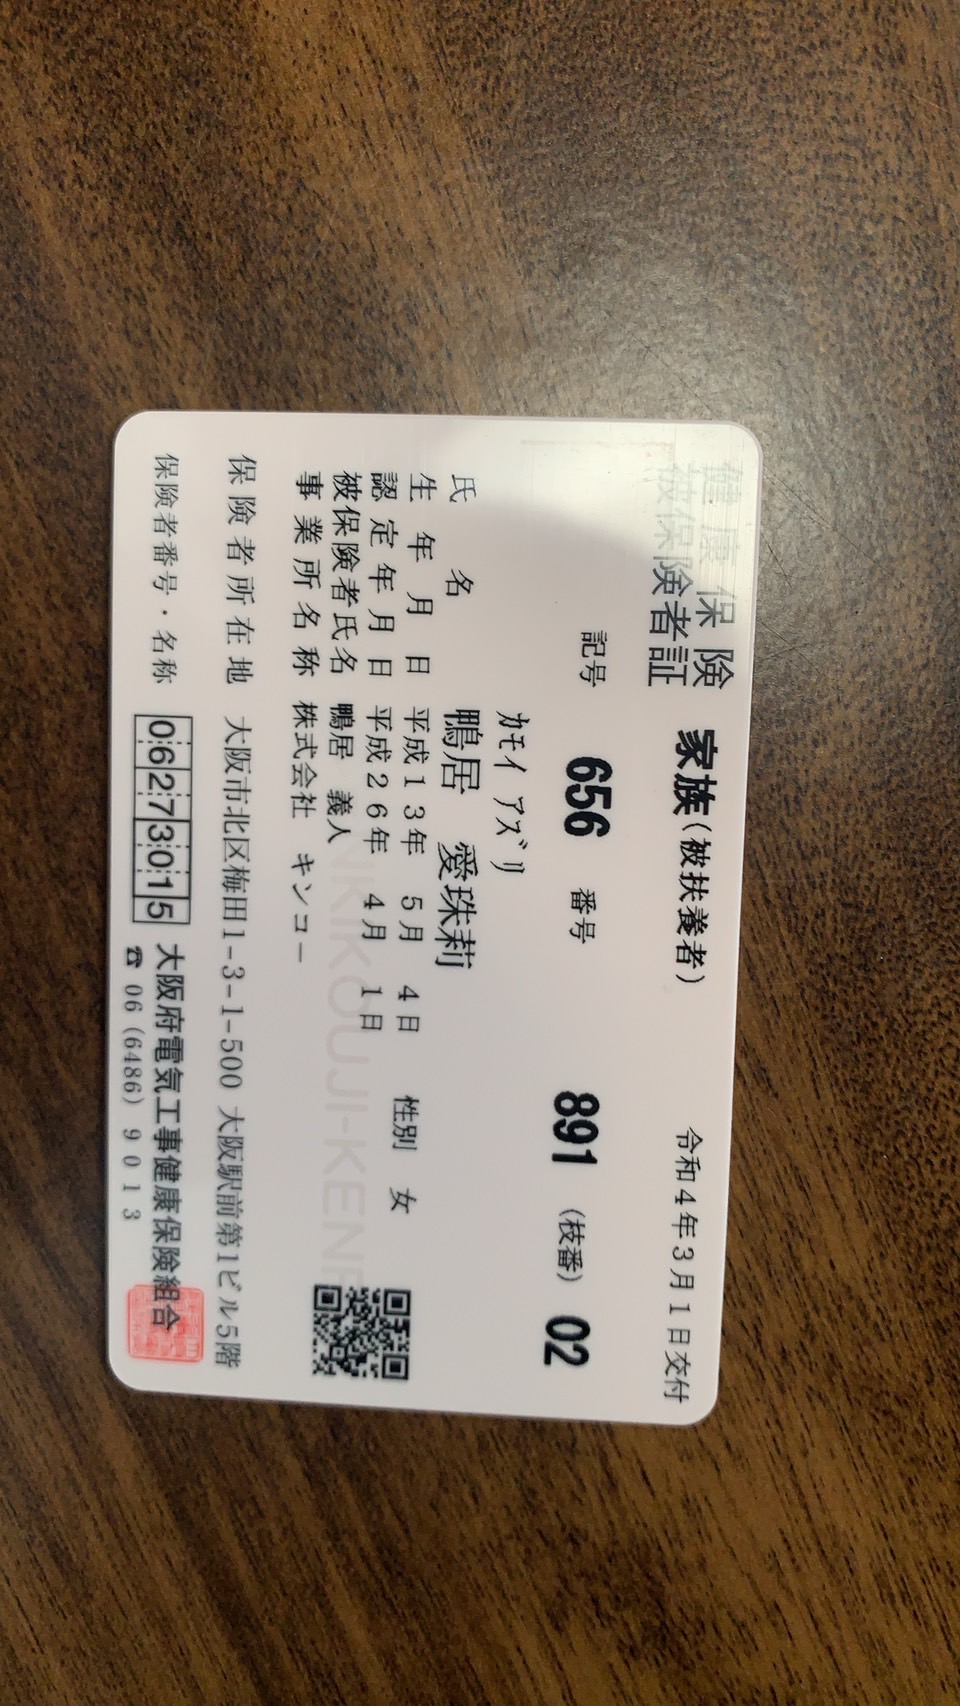 健康保険 家族(被扶養者) 令和4年3月1日交付
被保険者証
記号 656 番号 891 (枝番) 02
カモイ アズリ
氏名 鴨居 愛珠莉
生年月日 平成13年 5月 4日 性別 女
認定年月日 平成26年 4月 1日
被保険者氏名 鴨居 義人
事業所名称 株式会社 キンコー
保険者所在地 大阪市北区梅田1-3-1-500 大阪駅前第1ビル5階
保険者番号・名称 06273015 大阪府電気工事健康保険組合
☎ 06 (6486) 9013